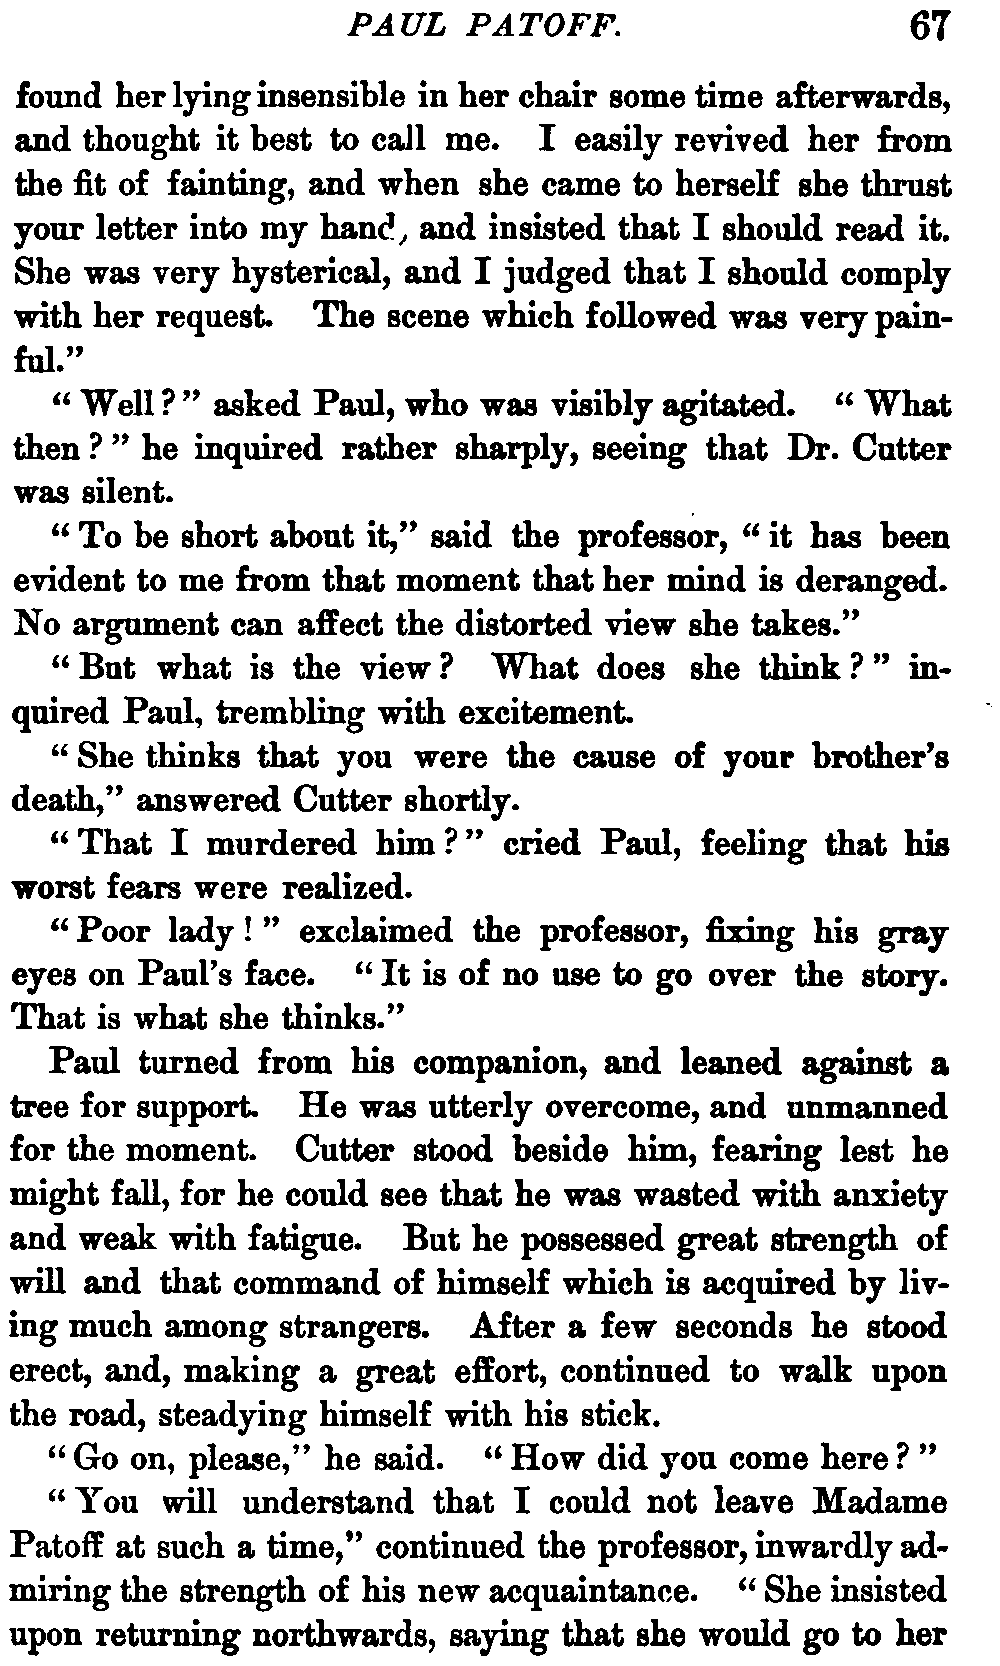 PAUL PATOFF. 67
found her lying insensible in her chair some time afterwards,
and thought it best to call me. I easily revived her from
the fit of fainting, and when she came to herself she thrust
your letter into my hand, and insisted that I should read it.
She was very hysterical, and I judged that I should comply
with her request. The scene which followed was very pain-
ful."
"Well?" asked Paul, who was visibly agitated. "What
then?" he inquired rather sharply, seeing that Dr. Cutter
was silent.
"To be short about it," said the professor, "it has been
evident to me from that moment that her mind is deranged.
No argument can affect the distorted view she takes."
"But what is the view? What does she think?" in-
quired Paul, trembling with excitement.
"She thinks that you were the cause of your brother's
death," answered Cutter shortly.
"That I murdered him?" cried Paul, feeling that his
worst fears were realized.
"Poor lady!" exclaimed the professor, fixing his gray
eyes on Paul's face. "It is of no use to go over the story.
That is what she thinks."
Paul turned from his companion, and leaned against a
tree for support. He was utterly overcome, and unmanned
for the moment. Cutter stood beside him, fearing lest he
might fall, for he could see that he was wasted with anxiety
and weak with fatigue. But he possessed great strength of
will and that command of himself which is acquired by liv-
ing much among strangers. After a few seconds he stood
erect, and, making a great effort, continued to walk upon
the road, steadying himself with his stick.
"Go on, please," he said. "How did you come here?"
"You will understand that I could not leave Madame
Patoff at such a time," continued the professor, inwardly ad-
miring the strength of his new acquaintance. "She insisted
upon returning northwards, saying that she would go to her